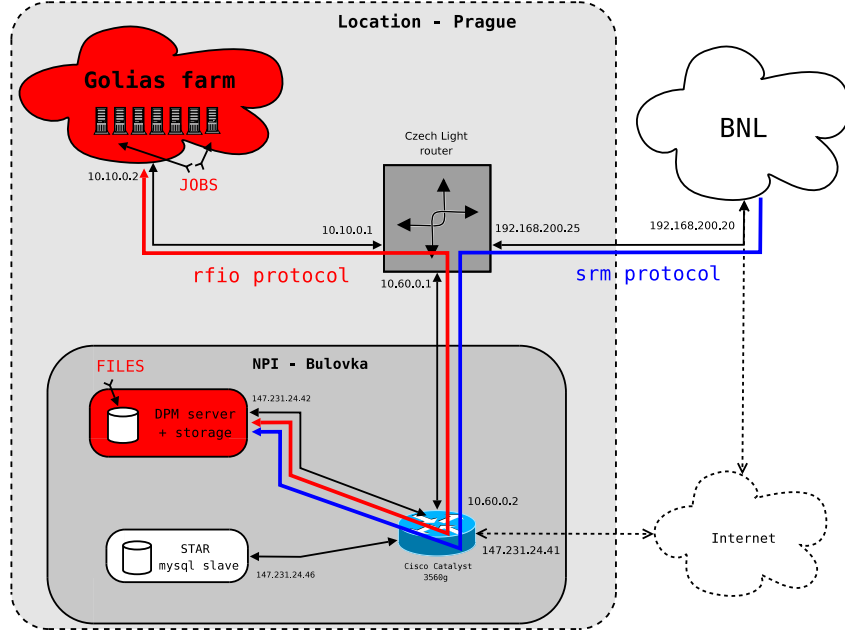 Location - Prague
Golias farm
BNL
Czech Light
router
10.10.0.2
JOBS
10.10.0.1
192.168.200.25
192.168.200.20
rfio protocol
10.60.0.1
srm protocol
NPI - Bulovka
FILES
147.231.24.42
DPM server
+ storage
10.60.0.2
STAR
mysql slave
147.231.24.46
147.231.24.41
Internet
Cisco Catalyst
3560g